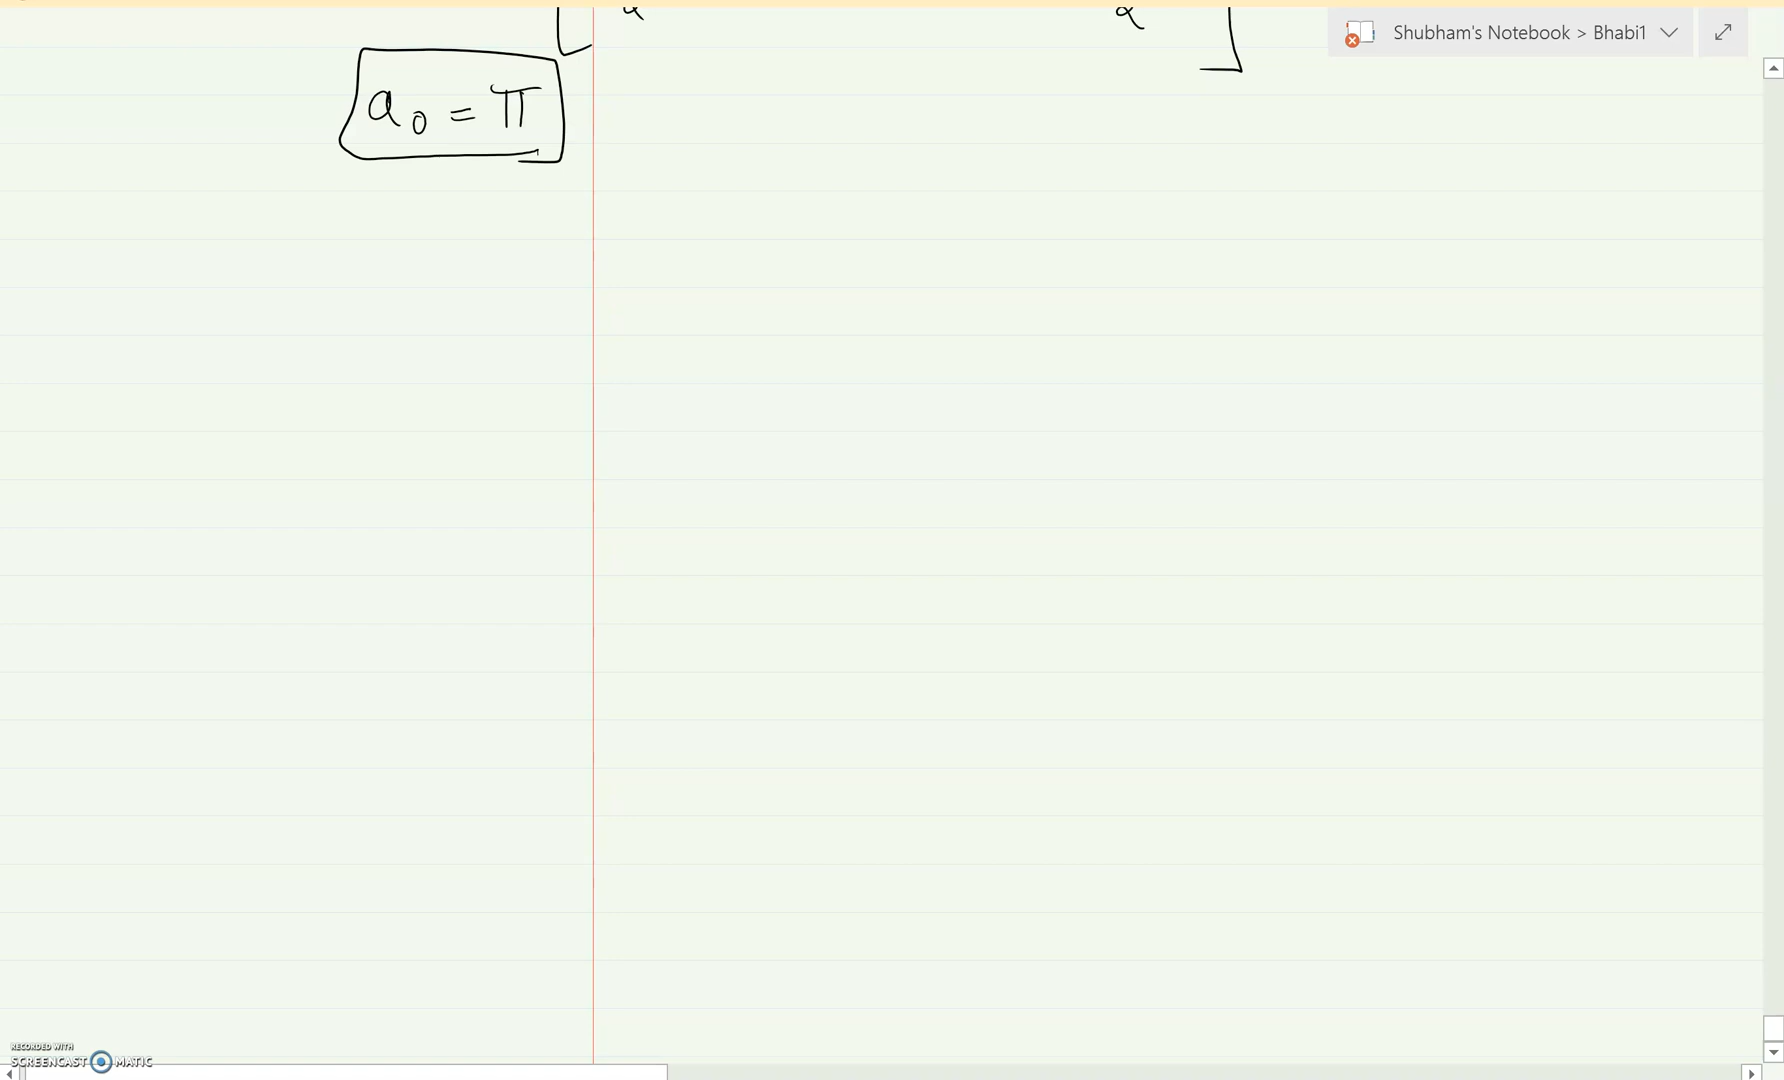 Shubham's Notebook > Bhabi1
a₀ = π
RECORDED WITH
SCREENCAST MATIC